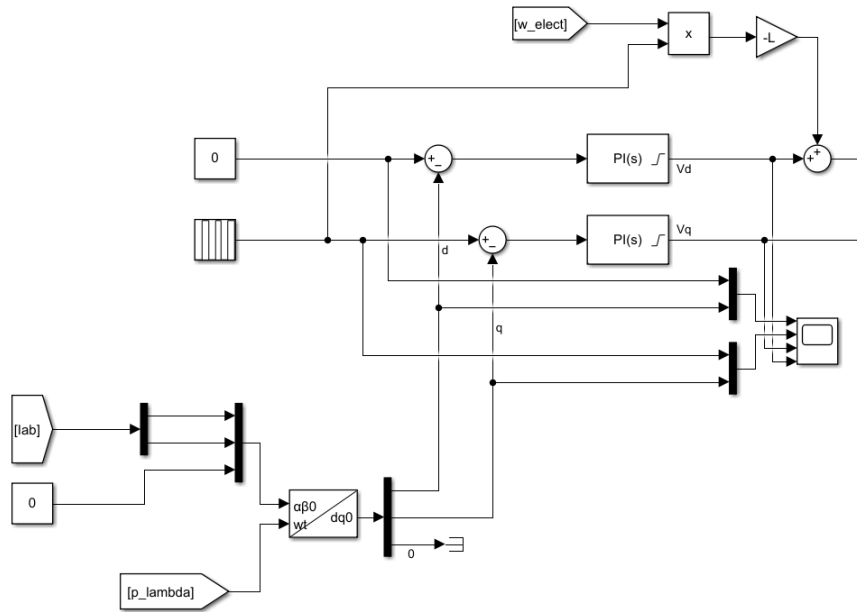 [w_elect]
x
-L
0
+
−
PI(s)
Vd
+
+
d
+
−
PI(s)
Vq
q
[Iab]
0
αβ0
wt
dq0
0
[p_lambda]